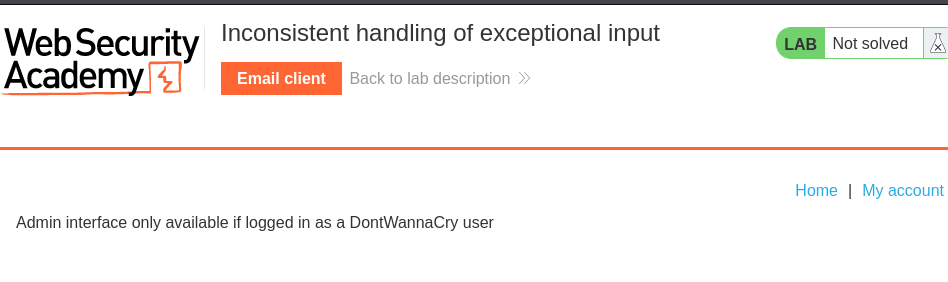 Web Security
Academy
Inconsistent handling of exceptional input
Email client
Back to lab description
LAB
Not solved
Home | My account
Admin interface only available if logged in as a DontWannaCry user